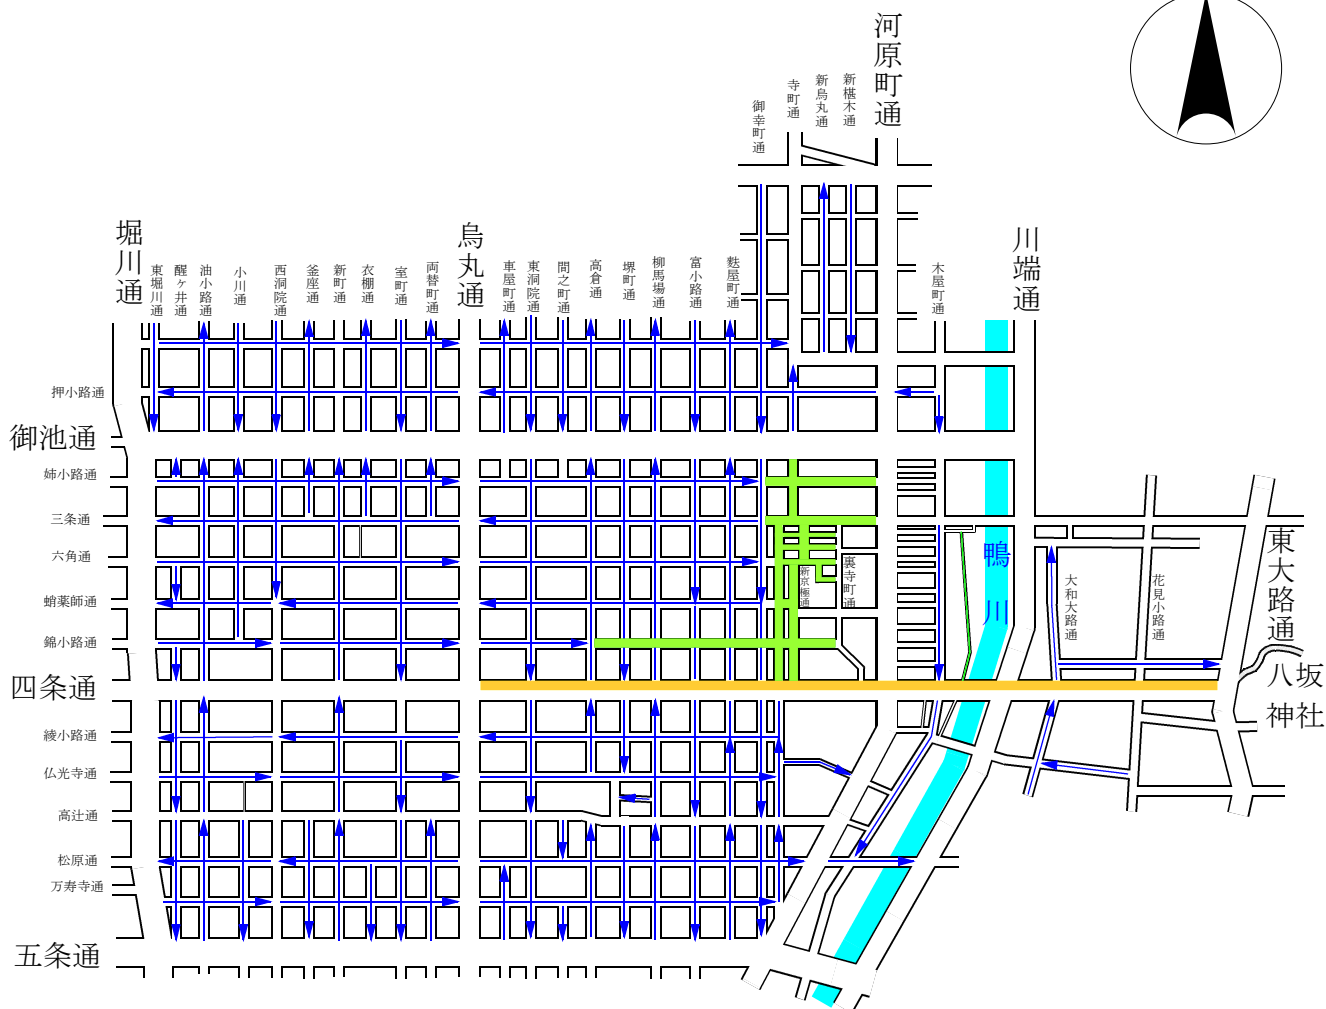 河原町通
新椹木通
新烏丸通
寺町通
御幸町通
堀川通
東堀川通
醒ヶ井通
油小路通
小川通
西洞院通
釜座通
新町通
衣棚通
室町通
両替町通
烏丸通
車屋町通
東洞院通
間之町通
高倉通
堺町通
柳馬場通
富小路通
麩屋町通
木屋町通
川端通
押小路通
御池通
姉小路通
三条通
六角通
蛸薬師通
錦小路通
四条通
綾小路通
仏光寺通
高辻通
松原通
万寿寺通
五条通
新京極通
裏寺町通
鴨川
大和大路通
花見小路通
東大路通
八坂
神社